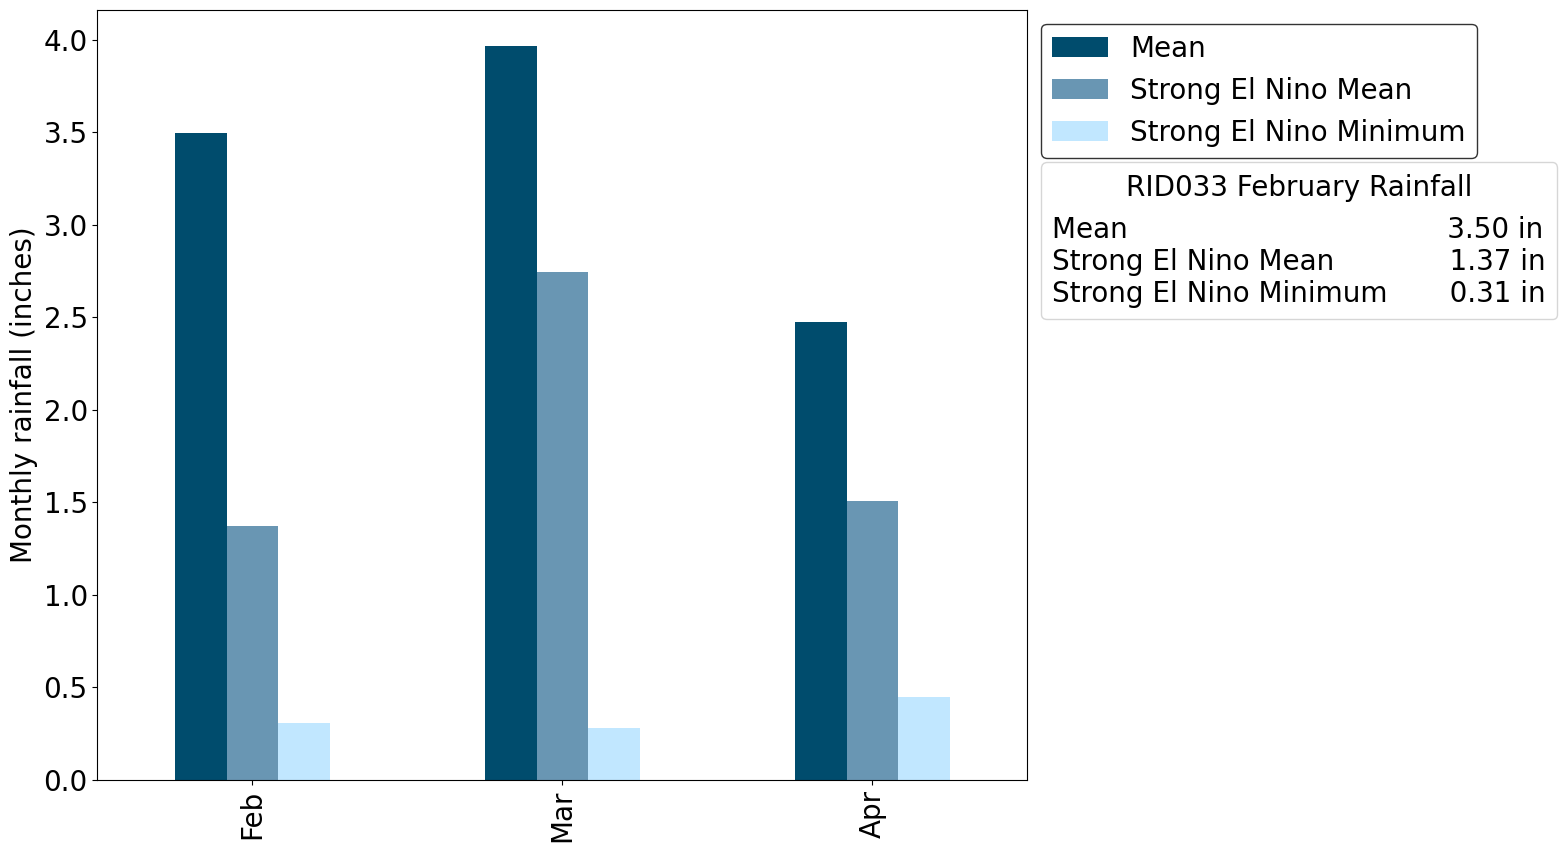 Monthly rainfall (inches)
4.0
3.5
3.0
2.5
2.0
1.5
1.0
0.5
0.0
Feb
Mar
Apr
Mean
Strong El Nino Mean
Strong El Nino Minimum
RID033 February Rainfall
Mean 3.50 in
Strong El Nino Mean 1.37 in
Strong El Nino Minimum 0.31 in